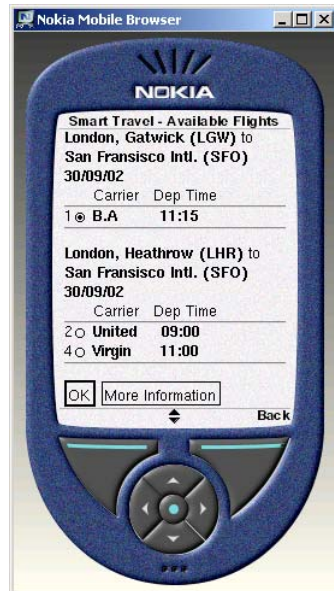 Nokia Mobile Browser
NOKIA
Smart Travel - Available Flights
London, Gatwick (LGW) to
San Fransisco Intl. (SFO)
30/09/02
Carrier Dep Time
1 B.A 11:15
London, Heathrow (LHR) to
San Fransisco Intl. (SFO)
30/09/02
Carrier Dep Time
2 United 09:00
4 Virgin 11:00
OK More Information
Back